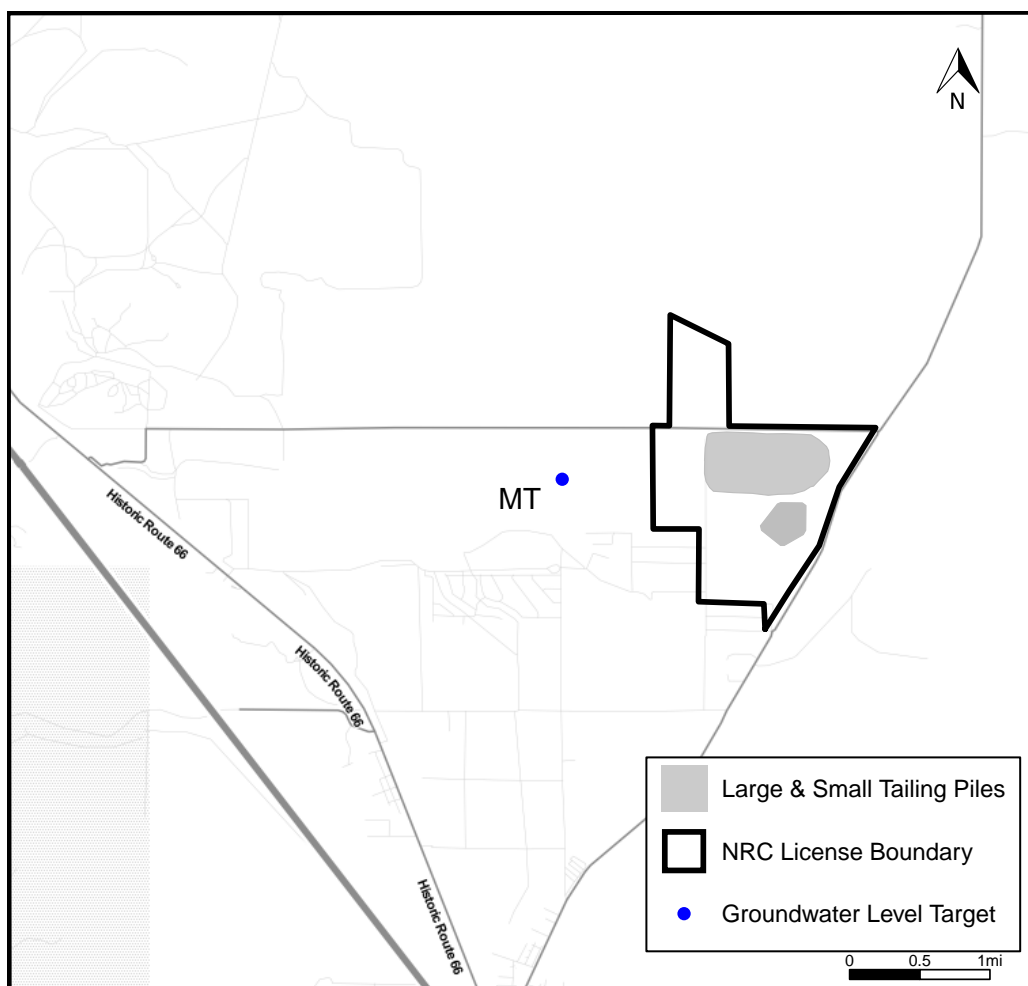 N
MT
Historic Route 66
Historic Route 66
Historic Route 66
Large & Small Tailing Piles
NRC License Boundary
Groundwater Level Target
0 0.5 1mi